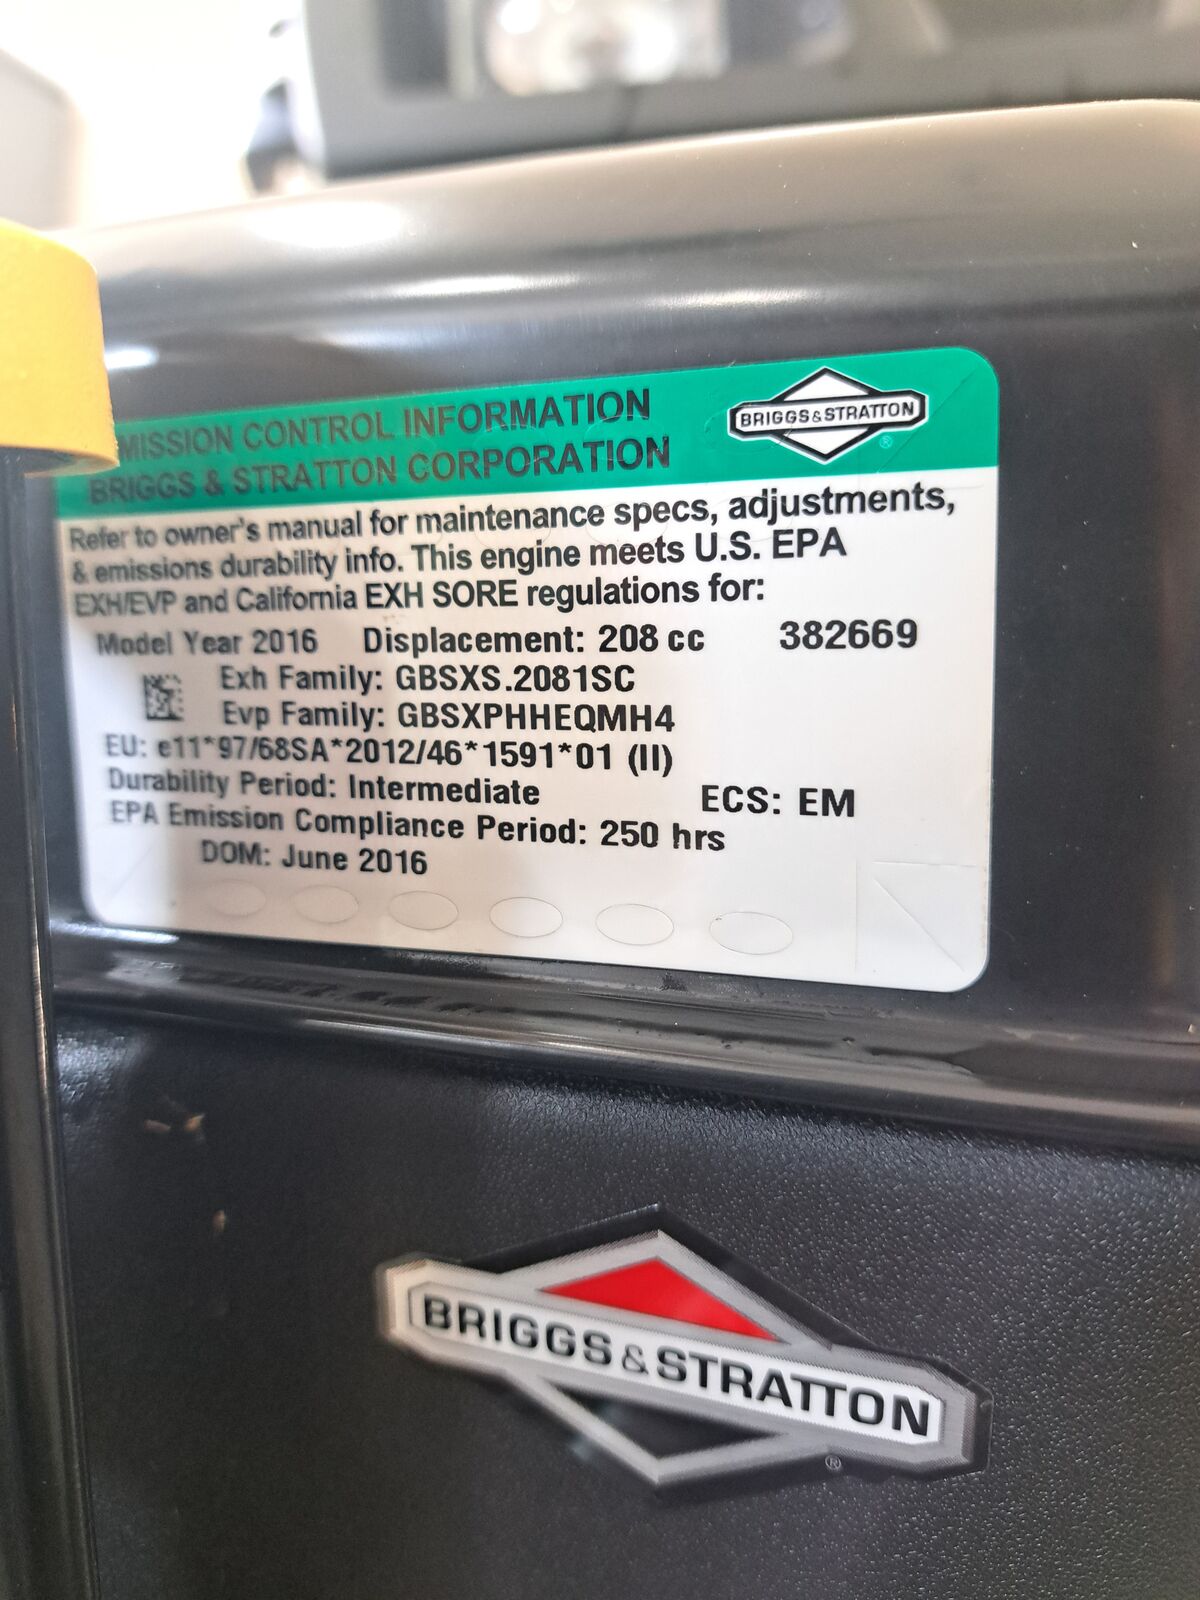 MISSION CONTROL INFORMATION
BRIGGS & STRATTON CORPORATION
BRIGGS&STRATTON
®
Refer to owner's manual for maintenance specs, adjustments,
& emissions durability info. This engine meets U.S. EPA
EXH/EVP and California EXH SORE regulations for:
Model Year 2016 Displacement: 208 cc 382669
Exh Family: GBSXS.2081SC
Evp Family: GBSXPHHEQMH4
EU: e11*97/68SA*2012/46*1591*01 (II)
Durability Period: Intermediate ECS: EM
EPA Emission Compliance Period: 250 hrs
DOM: June 2016
BRIGGS&STRATTON
®